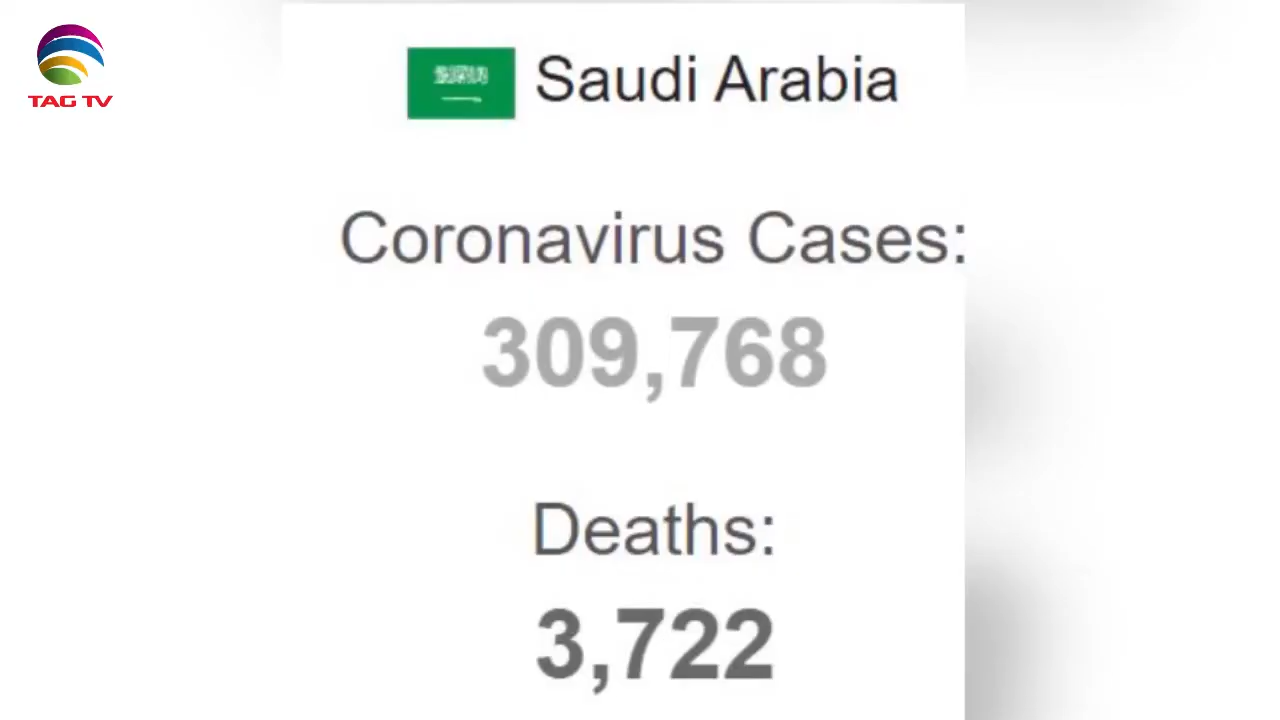 TAG TV
Saudi Arabia
Coronavirus Cases:
309,768
Deaths:
3,722